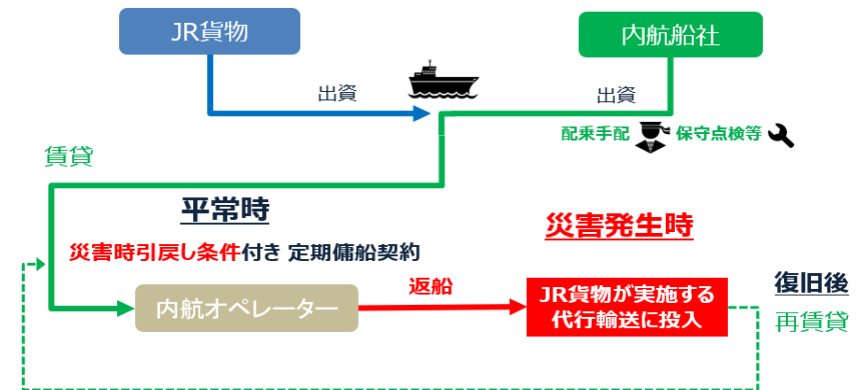 JR貨物
内航船社
出資
出資
配乗手配
保守点検等
賃貸
平常時
災害発生時
災害時引戻し条件付き 定期傭船契約
返船
復旧後
内航オペレーター
JR貨物が実施する
代行輸送に投入
再賃貸